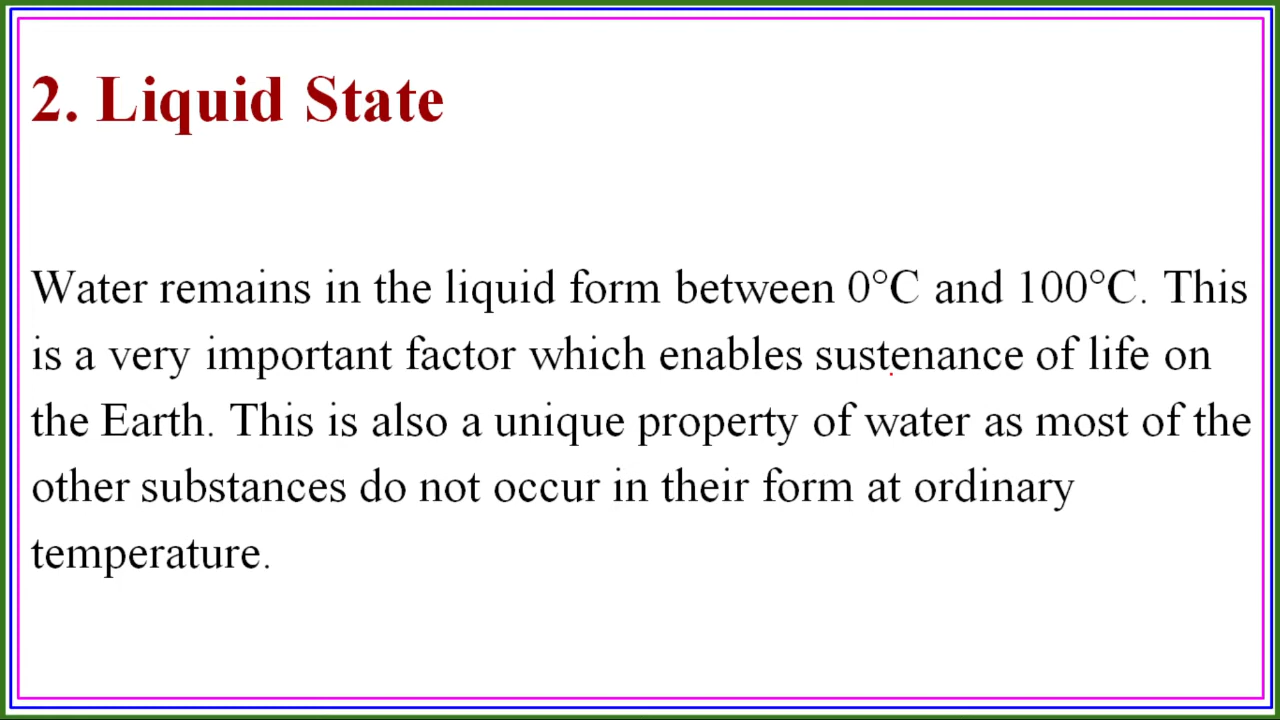 2. Liquid State
Water remains in the liquid form between 0°C and 100°C. This
is a very important factor which enables sustenance of life on
the Earth. This is also a unique property of water as most of the
other substances do not occur in their form at ordinary
temperature.